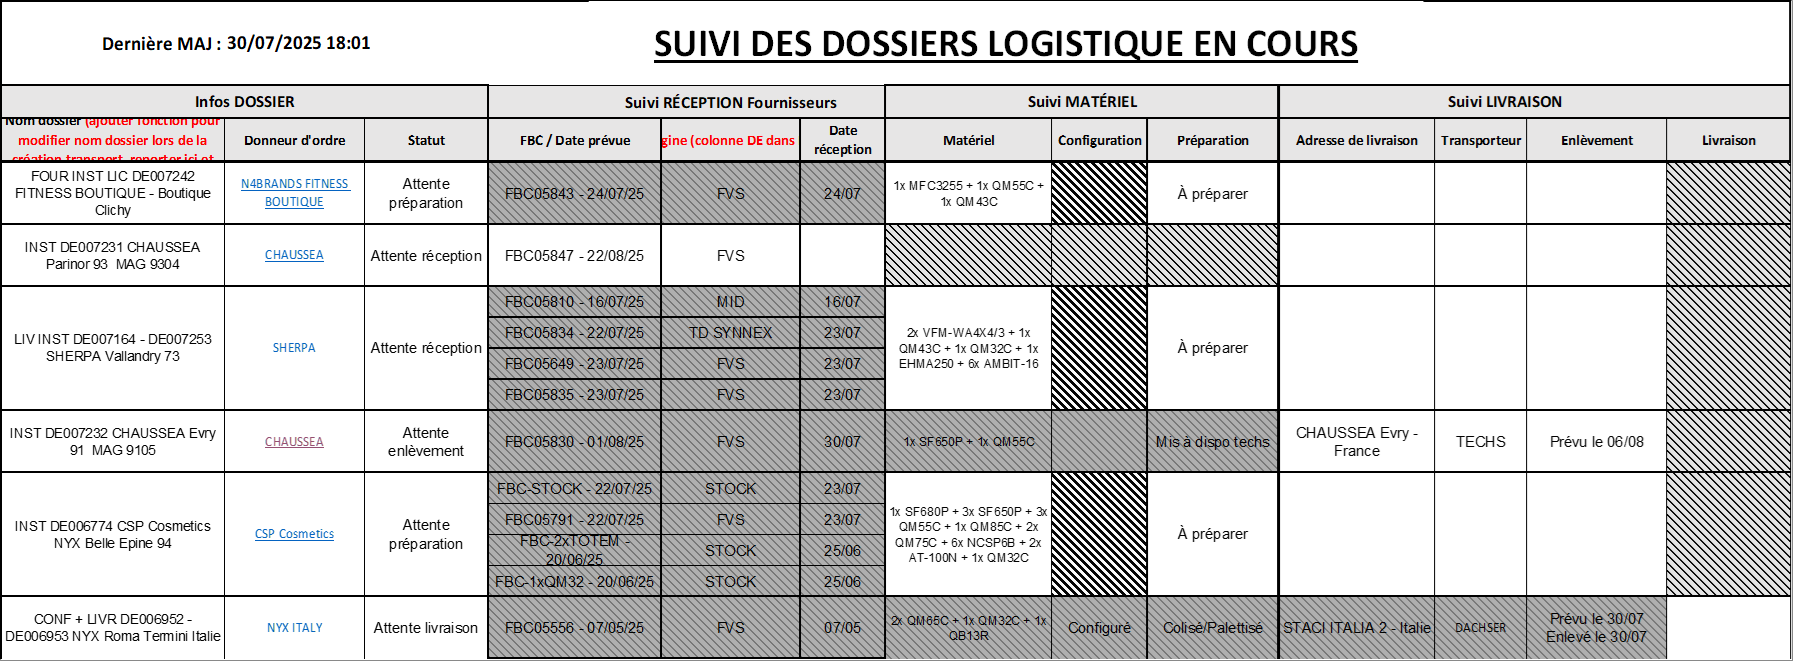 Dernière MAJ : 30/07/2025 18:01
SUIVI DES DOSSIERS LOGISTIQUE EN COURS
Infos DOSSIER
Suivi RÉCEPTION Fournisseurs
Suivi MATÉRIEL
Suivi LIVRAISON
Nom dossier (ajouter fonction pour
modifier nom dossier lors de la
création transport, reporter ici et
Donneur d'ordre
Statut
FBC / Date prévue
gine (colonne DE dans
Date
réception
Matériel
Configuration
Préparation
Adresse de livraison
Transporteur
Enlèvement
Livraison
FOUR INST LIC DE007242
FITNESS BOUTIQUE - Boutique
Clichy
N4BRANDS FITNESS
BOUTIQUE
Attente
préparation
FBC05843 - 24/07/25
FVS
24/07
1x MFC3255 + 1x QM55C +
1x QM43C
À préparer
INST DE007231 CHAUSSEA
Parinor 93 MAG 9304
CHAUSSEA
Attente réception
FBC05847 - 22/08/25
FVS
LIV INST DE007164 - DE007253
SHERPA Vallandry 73
SHERPA
Attente réception
FBC05810 - 16/07/25
MID
16/07
FBC05834 - 22/07/25
TD SYNNEX
23/07
FBC05649 - 23/07/25
FVS
23/07
FBC05835 - 23/07/25
FVS
23/07
2x VFM-WA4X4/3 + 1x
QM43C + 1x QM32C + 1x
EHMA250 + 6x AMBIT-16
À préparer
INST DE007232 CHAUSSEA Evry
91 MAG 9105
CHAUSSEA
Attente
enlèvement
FBC05830 - 01/08/25
FVS
30/07
1x SF650P + 1x QM55C
Mis à dispo techs
CHAUSSEA Evry -
France
TECHS
Prévu le 06/08
INST DE006774 CSP Cosmetics
NYX Belle Epine 94
CSP Cosmetics
Attente
préparation
FBC-STOCK - 22/07/25
STOCK
23/07
FBC05791 - 22/07/25
FVS
23/07
FBC-2xTOTEM -
20/06/25
STOCK
25/06
FBC-1xQM32 - 20/06/25
STOCK
25/06
1x SF680P + 3x SF650P + 3x
QM55C + 1x QM85C + 2x
QM75C + 6x NCSP6B + 2x
AT-100N + 1x QM32C
À préparer
CONF + LIVR DE006952 -
DE006953 NYX Roma Termini Italie
NYX ITALY
Attente livraison
FBC05556 - 07/05/25
FVS
07/05
2x QM65C + 1x QM32C + 1x
QB13R
Configuré
Colisé/Palettisé
STACI ITALIA 2 - Italie
DACHSER
Prévu le 30/07
Enlevé le 30/07